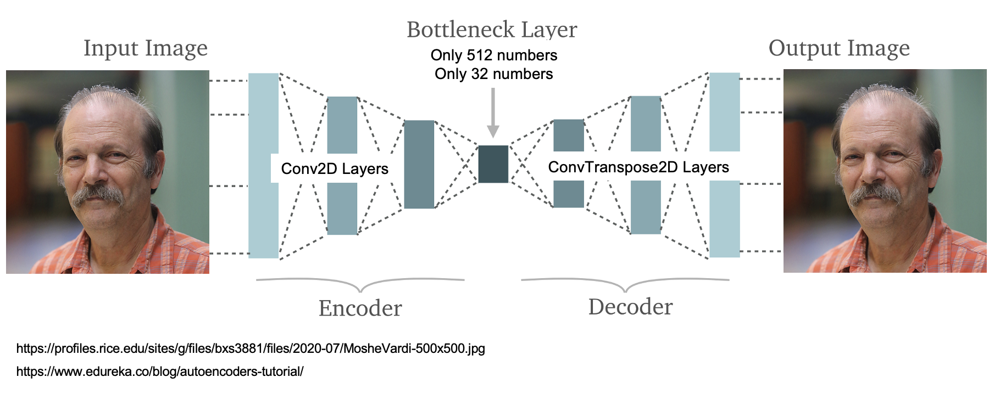 Bottleneck Layer
Input Image
Output Image
Only 512 numbers
Only 32 numbers
Conv2D Layers
ConvTranspose2D Layers
Encoder
Decoder
https://profiles.rice.edu/sites/g/files/bxs3881/files/2020-07/MosheVardi-500x500.jpg
https://www.edureka.co/blog/autoencoders-tutorial/